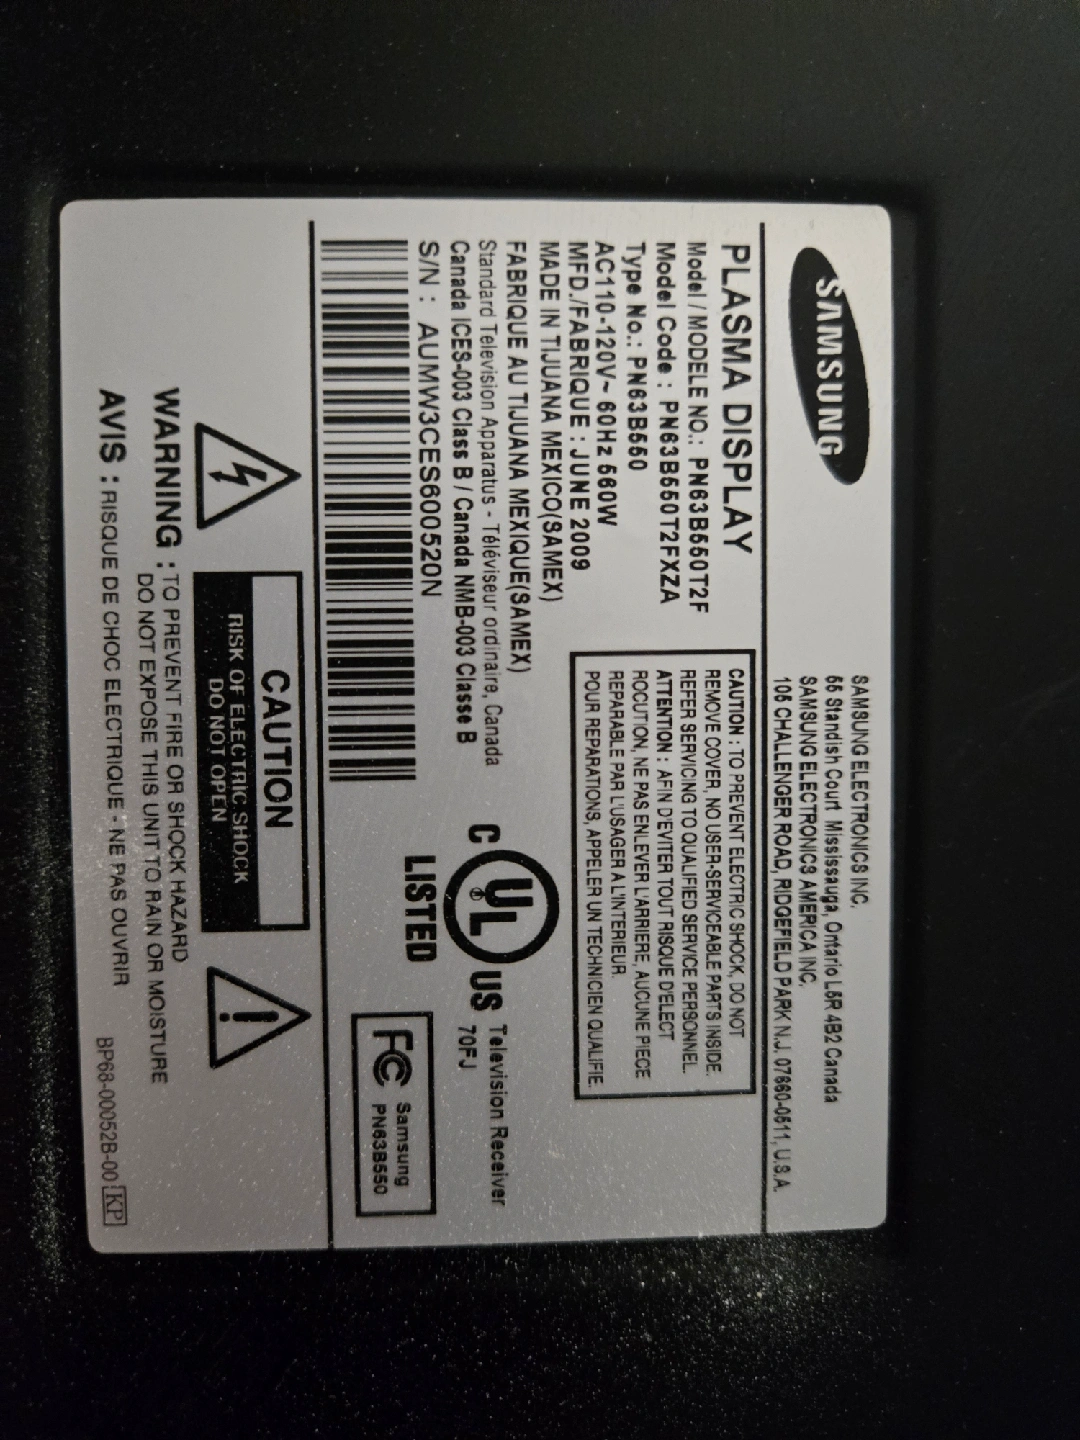 SAMSUNG
SAMSUNG ELECTRONICS INC.
55 Standish Court. Mississauga, Ontario L5R 4B2 Canada
SAMSUNG ELECTRONICS AMERICA INC.
105 CHALLENGER ROAD, RIDGEFIELD PARK N.J. 07660-0511, U.S.A.
PLASMA DISPLAY
Model / MODELE NO.: PN63B550T2F
Model Code : PN63B550T2FXZA
Type No.: PN63B550
AC110-120V~ 60Hz 560W
MFD./FABRIQUE : JUNE 2009
MADE IN TIJUANA MEXICO(SAMEX)
FABRIQUE AU TIJUANA MEXIQUE(SAMEX)
Standard Television Apparatus - Téléviseur ordinaire, Canada
Canada ICES-003 Class B / Canada NMB-003 Classe B
S/N : AUMW3CES600520N
CAUTION : TO PREVENT ELECTRIC SHOCK, DO NOT
REMOVE COVER, NO USER-SERVICEABLE PARTS INSIDE.
REFER SERVICING TO QUALIFIED SERVICE PERSONNEL.
ATTENTION : AFIN D'EVITER TOUT RISQUE D'ELECT
ROCUTION, NE PAS ENLEVER L'ARRIERE, AUCUNE PIECE
REPARABLE PAR L'USAGER A L'INTERIEUR.
POUR REPARATIONS, APPELER UN TECHNICIEN QUALIFIE.
C UL ® US
LISTED
Television Receiver
70FJ
FC Samsung
PN63B550
CAUTION
RISK OF ELECTRIC SHOCK
DO NOT OPEN
WARNING : TO PREVENT FIRE OR SHOCK HAZARD
DO NOT EXPOSE THIS UNIT TO RAIN OR MOISTURE
AVIS : RISQUE DE CHOC ELECTRIQUE - NE PAS OUVRIR
BP68-00052B-00 KP